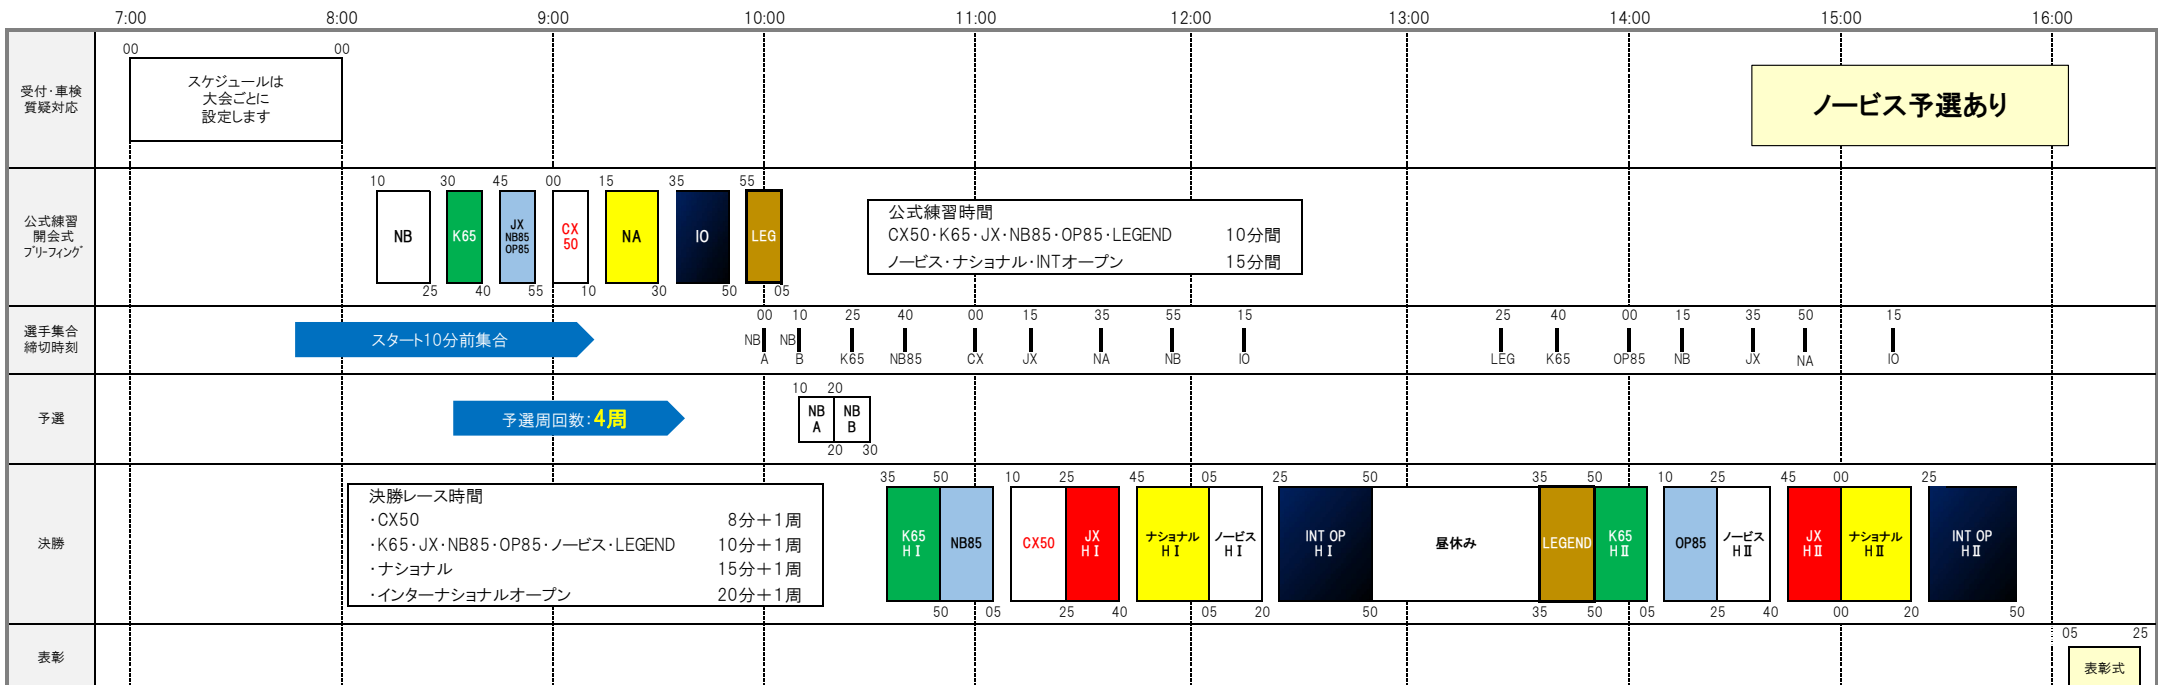 7:00 8:00 9:00 10:00 11:00 12:00 13:00 14:00 15:00 16:00
受付・車検
質疑対応
00 00
スケジュールは
大会ごとに
設定します
ノービス予選あり
公式練習
開会式
ブリーフィング
10 30 45 00 15 35 55
NB
K65
JX
NB85
OP85
CX
50
NA
IO
LEG
25 40 55 10 30 50 05
公式練習時間
CX50・K65・JX・NB85・OP85・LEGEND 10分間
ノービス・ナショナル・INTオープン 15分間
選手集合
締切時刻
スタート10分前集合
00 10 25 40 00 15 35 55 15 25 40 00 15 35 50 15
NB NB
A B K65 NB85 CX JX NA NB IO LEG K65 OP85 NB JX NA IO
予選
予選周回数：4周
10 20
NB
A
NB
B
20 30
決勝
決勝レース時間
・CX50 8分＋1周
・K65・JX・NB85・OP85・ノービス・LEGEND 10分＋1周
・ナショナル 15分＋1周
・インターナショナルオープン 20分＋1周
35 50 10 25 45 05 25 50 35 50 10 25 45 00 25
K65
HⅠ
NB85
CX50
JX
HⅠ
ナショナル
HⅠ
ノービス
HⅠ
INT OP
HⅠ
昼休み
LEGEND
K65
HⅡ
OP85
ノービス
HⅡ
JX
HⅡ
ナショナル
HⅡ
INT OP
HⅡ
50 05 25 40 05 20 50 35 50 05 25 40 00 20 50
表彰
05 25
表彰式